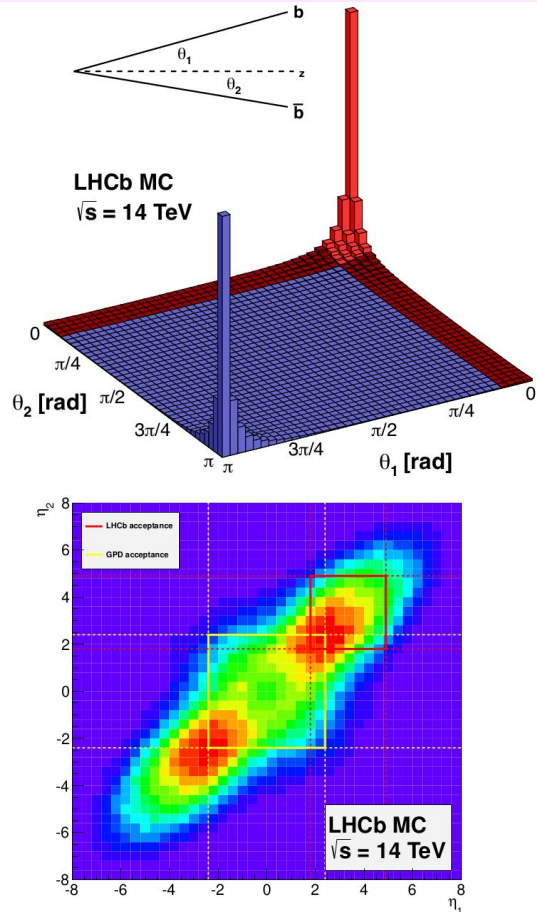 b
θ₁
z
θ₂
b̅
LHCb MC
√s = 14 TeV
0
π/4
π/2
3π/4
π
θ₂ [rad]
π
3π/4
π/2
π/4
0
θ₁ [rad]
η₂
8
6
4
2
0
-2
-4
-6
-8
LHCb acceptance
GPD acceptance
LHCb MC
√s = 14 TeV
-8 -6 -4 -2 0 2 4 6 8
η₁